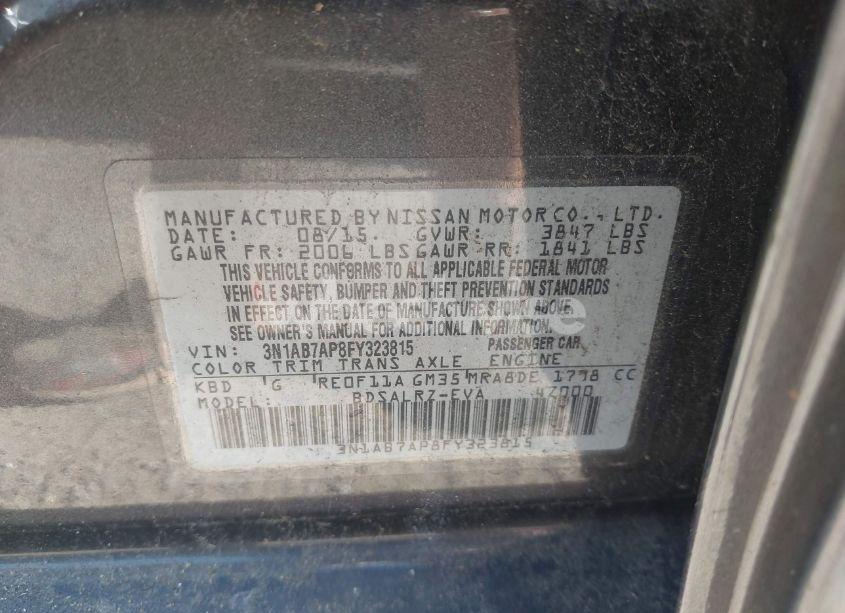 MANUFACTURED BY NISSAN MOTOR CO., LTD.
DATE: 08/15 GVWR: 3847 LBS
GAWR FR: 2006 LBS GAWR RR: 1841 LBS
THIS VEHICLE CONFORMS TO ALL APPLICABLE FEDERAL MOTOR
VEHICLE SAFETY, BUMPER AND THEFT PREVENTION STANDARDS
IN EFFECT ON THE DATE OF MANUFACTURE SHOWN ABOVE.
SEE OWNER'S MANUAL FOR ADDITIONAL INFORMATION.
VIN: 3N1AB7AP8FY323815 PASSENGER CAR
COLOR TRIM TRANS AXLE ENGINE
KBD G RE0F11A GM35 MRA8DE 1798 CC
MODEL: BDSALRZ-EVA 4Z000
3N1AB7AP8FY323815